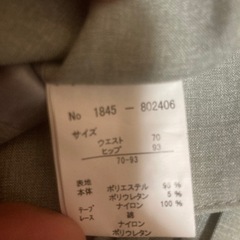 No 1845 - 802406
サイズ
ウエスト 70
ヒップ 93
70-93
表地
本体 ポリエステル 95 %
ポリウレタン 5 %
テープ ナイロン 100 %
レース 綿
ナイロン
ポリウレタン